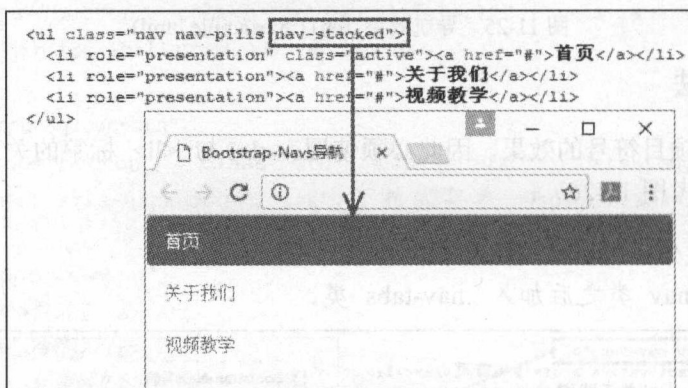 <ul class="nav nav-pills nav-stacked">
<li role="presentation" class="active"><a href="#">首页</a></li>
<li role="presentation"><a href="#">关于我们</a></li>
<li role="presentation"><a href="#">视频教学</a></li>
</ul>
Bootstrap-Navs导航
首页
关于我们
视频教学